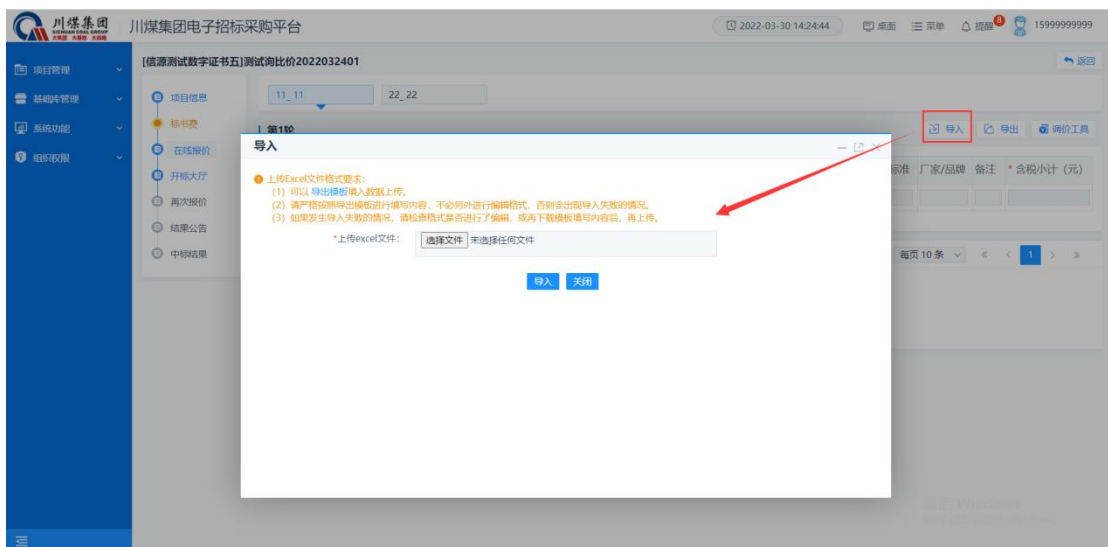 川煤集团
SICHUAN COAL GROUP
川煤集团电子招标采购平台
2022-03-30 14:24:44
桌面
菜单
提醒
8
15999999999
项目管理
基础库管理
系统功能
组织权限
[信源测试数字证书五]测试询比价2022032401
返回
项目信息
标书费
在线报价
开标大厅
再次报价
结果公告
中标结果
11_11
22_22
第1轮
导入
导出
调价工具
标准
厂家/品牌
备注
*含税小计（元）
每页 10 条
1
导入
上传Excel文件格式要求:
(1) 可以 导出模板填入数据上传。
(2) 请严格按照导出模板进行填写内容，不必另外进行编辑格式，否则会出现导入失败的情况。
(3) 如果发生导入失败的情况，请检查格式是否进行了编辑，或再下载模板填写内容后，再上传。
*上传excel文件:
选择文件 未选择任何文件
导入
关闭